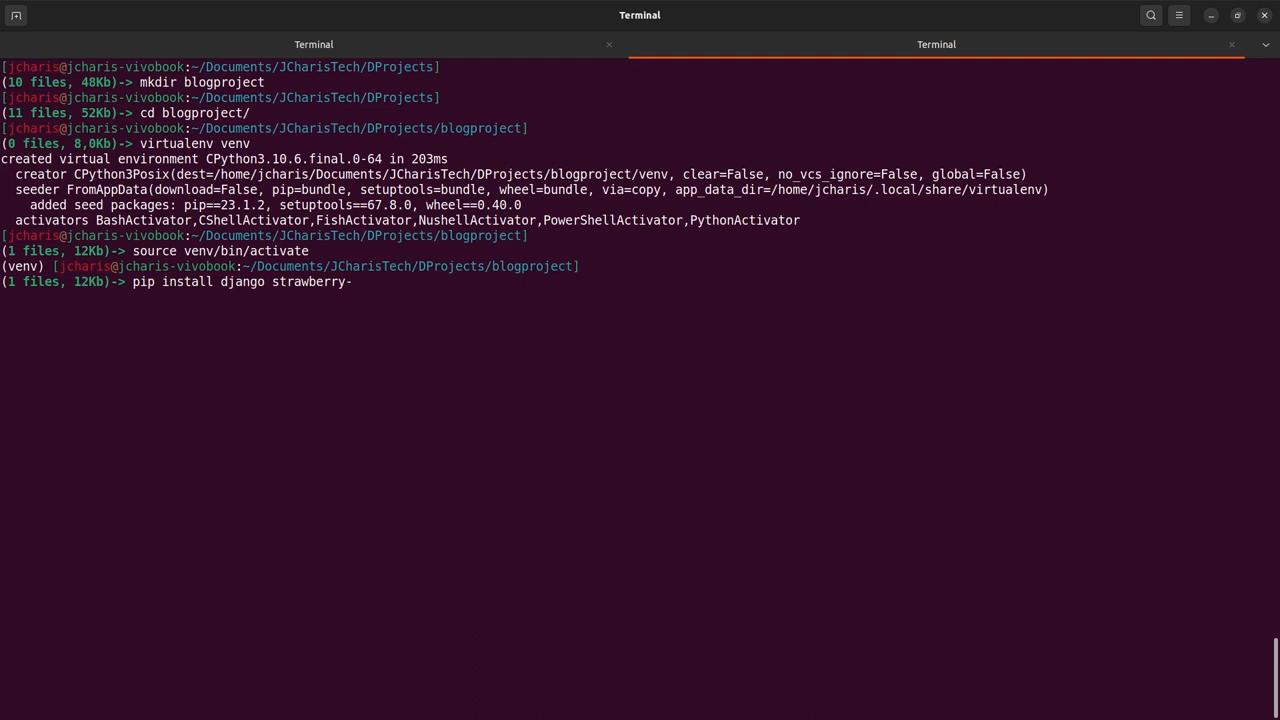 Terminal
Terminal
Terminal
[jcharis@jcharis-vivobook:~/Documents/JCharisTech/DProjects]
(10 files, 48Kb)-> mkdir blogproject
[jcharis@jcharis-vivobook:~/Documents/JCharisTech/DProjects]
(11 files, 52Kb)-> cd blogproject/
[jcharis@jcharis-vivobook:~/Documents/JCharisTech/DProjects/blogproject]
(0 files, 8,0Kb)-> virtualenv venv
created virtual environment CPython3.10.6.final.0-64 in 203ms
  creator CPython3Posix(dest=/home/jcharis/Documents/JCharisTech/DProjects/blogproject/venv, clear=False, no_vcs_ignore=False, global=False)
  seeder FromAppData(download=False, pip=bundle, setuptools=bundle, wheel=bundle, via=copy, app_data_dir=/home/jcharis/.local/share/virtualenv)
    added seed packages: pip==23.1.2, setuptools==67.8.0, wheel==0.40.0
  activators BashActivator,CShellActivator,FishActivator,NushellActivator,PowerShellActivator,PythonActivator
[jcharis@jcharis-vivobook:~/Documents/JCharisTech/DProjects/blogproject]
(1 files, 12Kb)-> source venv/bin/activate
(venv) [jcharis@jcharis-vivobook:~/Documents/JCharisTech/DProjects/blogproject]
(1 files, 12Kb)-> pip install django strawberry-